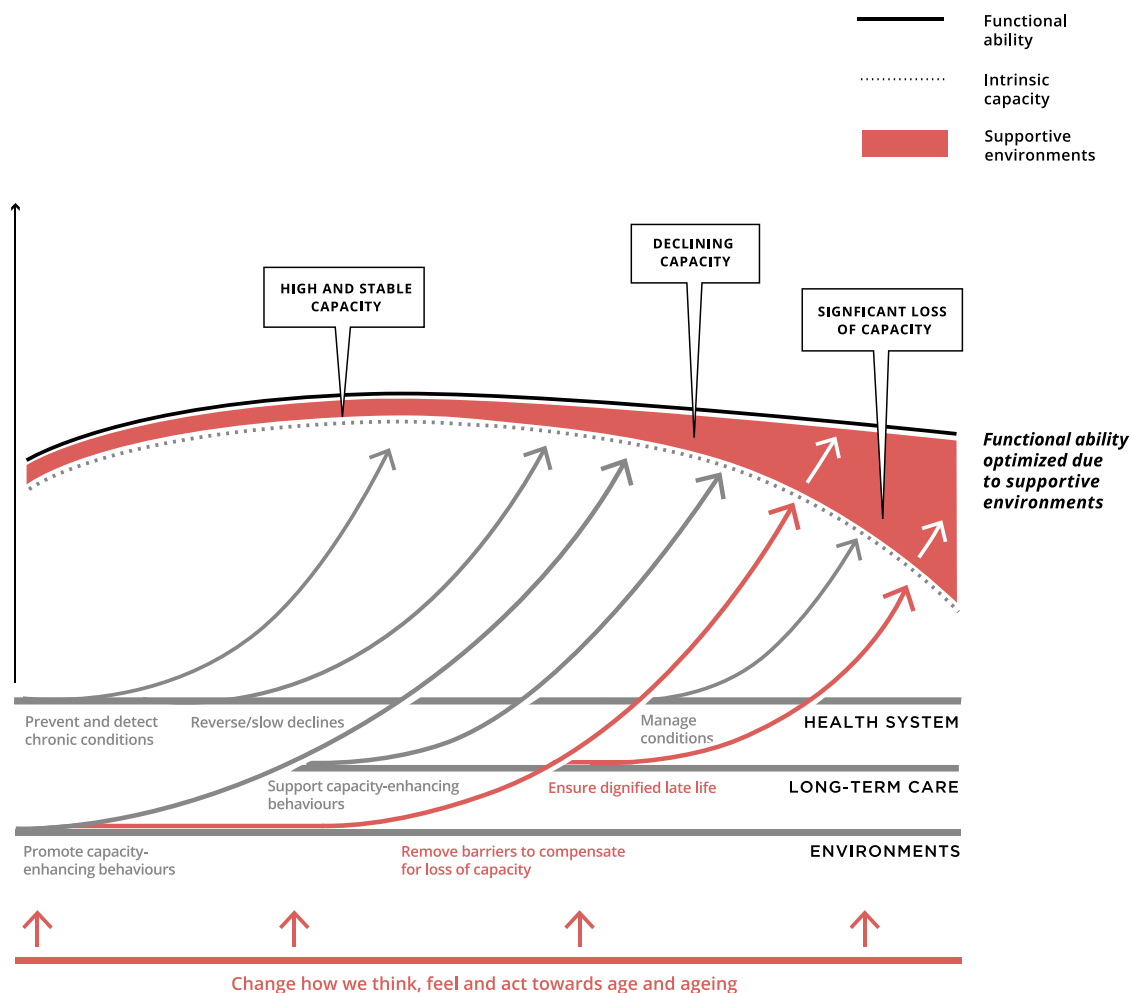 Functional
ability
Intrinsic
capacity
Supportive
environments
HIGH AND STABLE
CAPACITY
DECLINING
CAPACITY
SIGNFICANT LOSS
OF CAPACITY
Functional ability
optimized due
to supportive
environments
Prevent and detect
chronic conditions
Reverse/slow declines
Manage
conditions
HEALTH SYSTEM
Support capacity-enhancing
behaviours
Ensure dignified late life
LONG-TERM CARE
Promote capacity-
enhancing behaviours
Remove barriers to compensate
for loss of capacity
ENVIRONMENTS
Change how we think, feel and act towards age and ageing